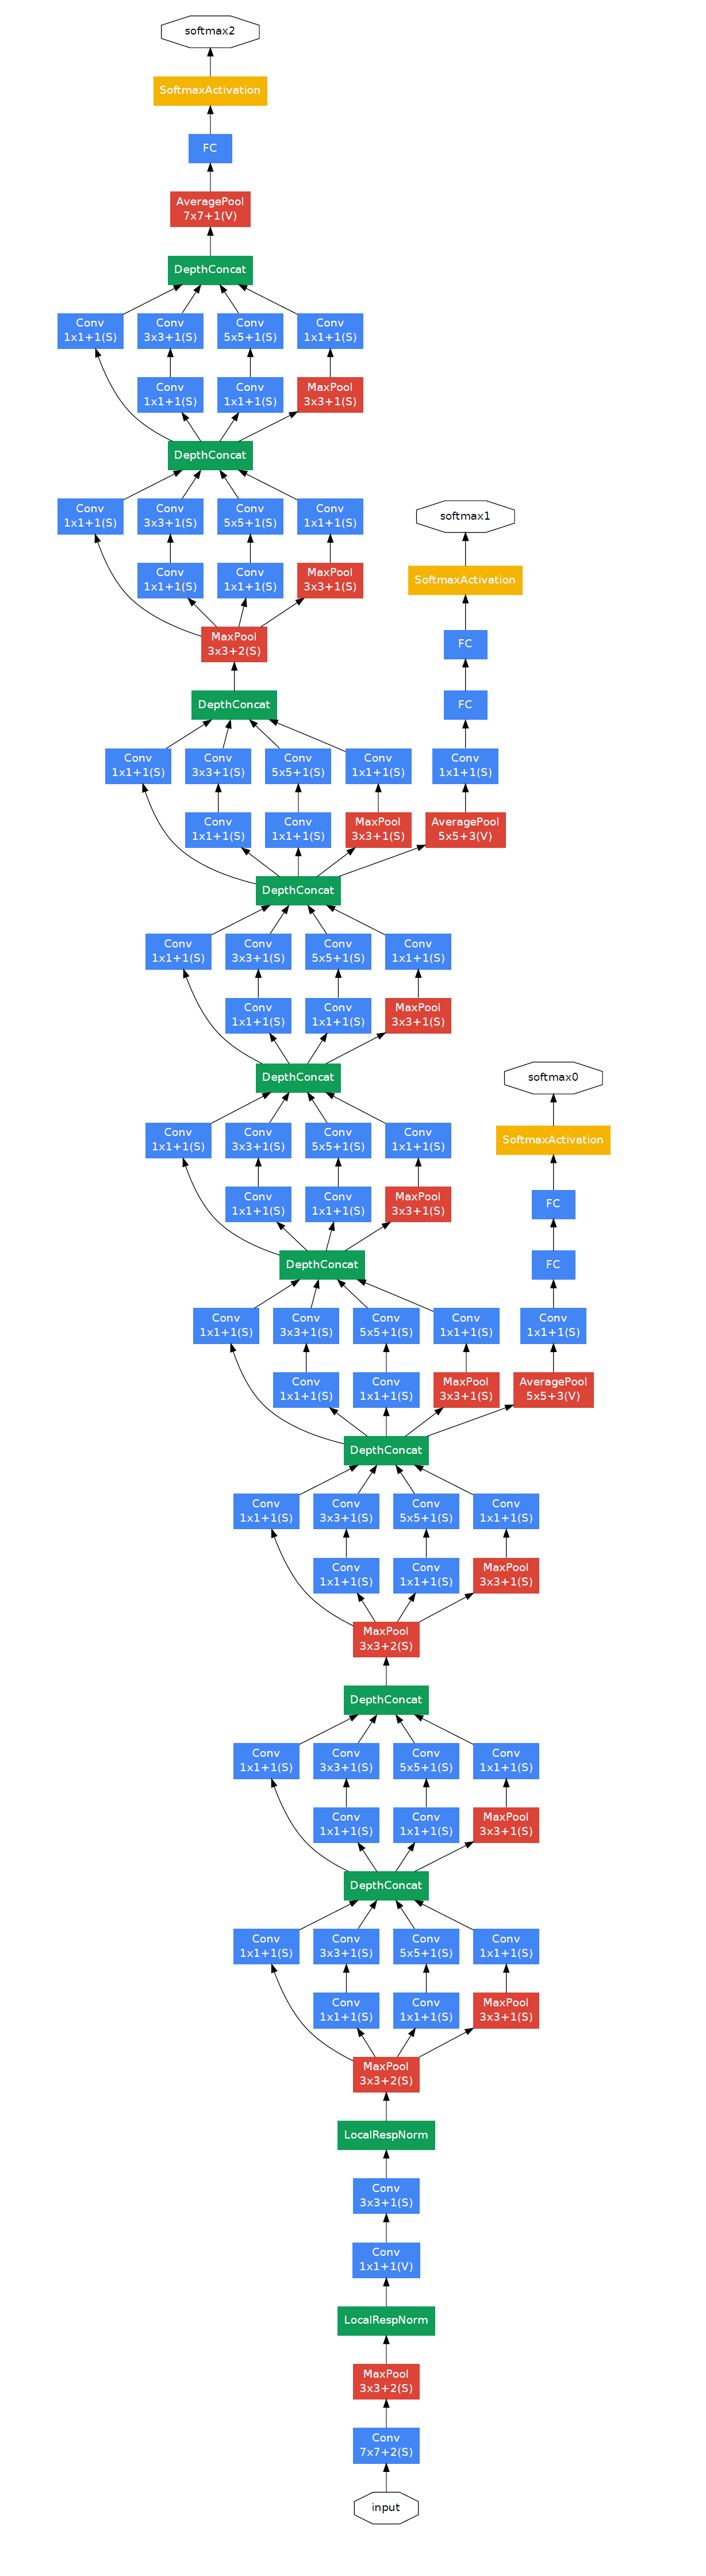 softmax2
SoftmaxActivation
FC
AveragePool
7x7+1(V)
DepthConcat
Conv Conv Conv Conv
1x1+1(S) 3x3+1(S) 5x5+1(S) 1x1+1(S)
Conv Conv MaxPool
1x1+1(S) 1x1+1(S) 3x3+1(S)
DepthConcat
Conv Conv Conv Conv
1x1+1(S) 3x3+1(S) 5x5+1(S) 1x1+1(S)
softmax1
Conv Conv MaxPool
1x1+1(S) 1x1+1(S) 3x3+1(S)
SoftmaxActivation
MaxPool
3x3+2(S)
FC
DepthConcat
FC
Conv Conv Conv Conv Conv
1x1+1(S) 3x3+1(S) 5x5+1(S) 1x1+1(S) 1x1+1(S)
Conv Conv MaxPool AveragePool
1x1+1(S) 1x1+1(S) 3x3+1(S) 5x5+3(V)
DepthConcat
Conv Conv Conv Conv
1x1+1(S) 3x3+1(S) 5x5+1(S) 1x1+1(S)
Conv Conv MaxPool
1x1+1(S) 1x1+1(S) 3x3+1(S)
DepthConcat
softmax0
Conv Conv Conv Conv
1x1+1(S) 3x3+1(S) 5x5+1(S) 1x1+1(S)
SoftmaxActivation
Conv Conv MaxPool
1x1+1(S) 1x1+1(S) 3x3+1(S)
FC
DepthConcat
FC
Conv Conv Conv Conv Conv
1x1+1(S) 3x3+1(S) 5x5+1(S) 1x1+1(S) 1x1+1(S)
Conv Conv MaxPool AveragePool
1x1+1(S) 1x1+1(S) 3x3+1(S) 5x5+3(V)
DepthConcat
Conv Conv Conv Conv
1x1+1(S) 3x3+1(S) 5x5+1(S) 1x1+1(S)
Conv Conv MaxPool
1x1+1(S) 1x1+1(S) 3x3+1(S)
MaxPool
3x3+2(S)
DepthConcat
Conv Conv Conv Conv
1x1+1(S) 3x3+1(S) 5x5+1(S) 1x1+1(S)
Conv Conv MaxPool
1x1+1(S) 1x1+1(S) 3x3+1(S)
DepthConcat
Conv Conv Conv Conv
1x1+1(S) 3x3+1(S) 5x5+1(S) 1x1+1(S)
Conv Conv MaxPool
1x1+1(S) 1x1+1(S) 3x3+1(S)
MaxPool
3x3+2(S)
LocalRespNorm
Conv
3x3+1(S)
Conv
1x1+1(V)
LocalRespNorm
MaxPool
3x3+2(S)
Conv
7x7+2(S)
input